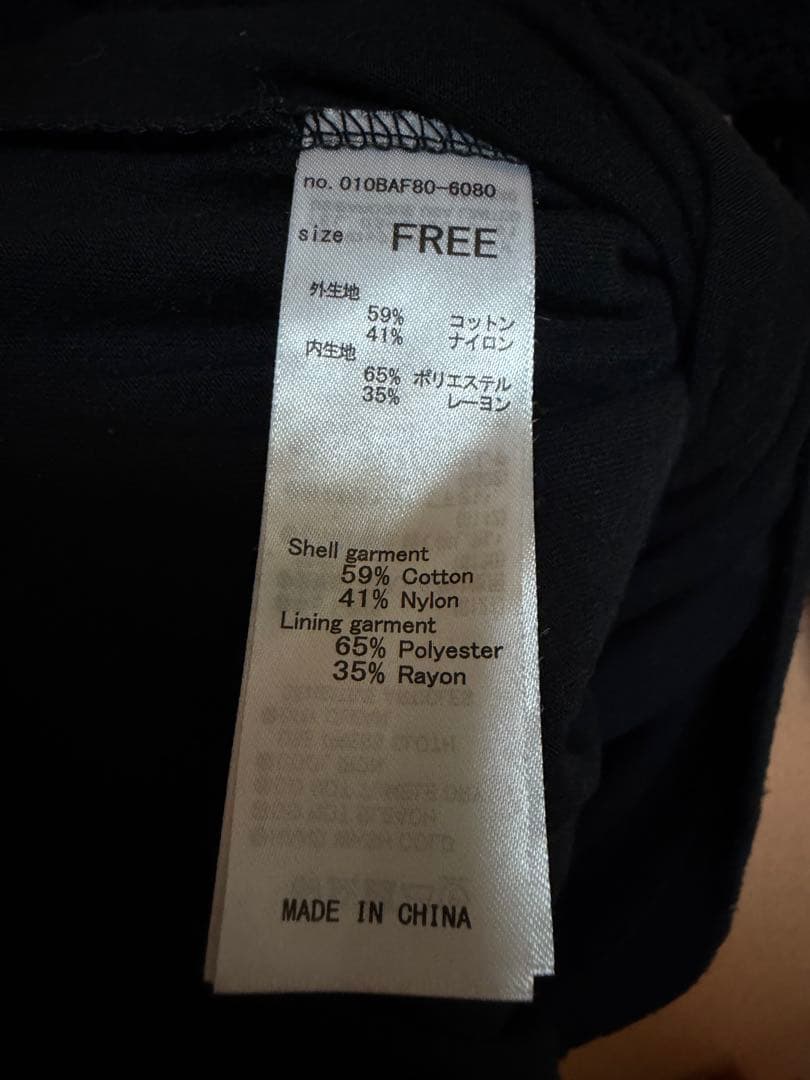 no. 010BAF80-6080
size FREE
外生地
59% コットン
41% ナイロン
内生地
65% ポリエステル
35% レーヨン
Shell garment
59% Cotton
41% Nylon
Lining garment
65% Polyester
35% Rayon
MADE IN CHINA